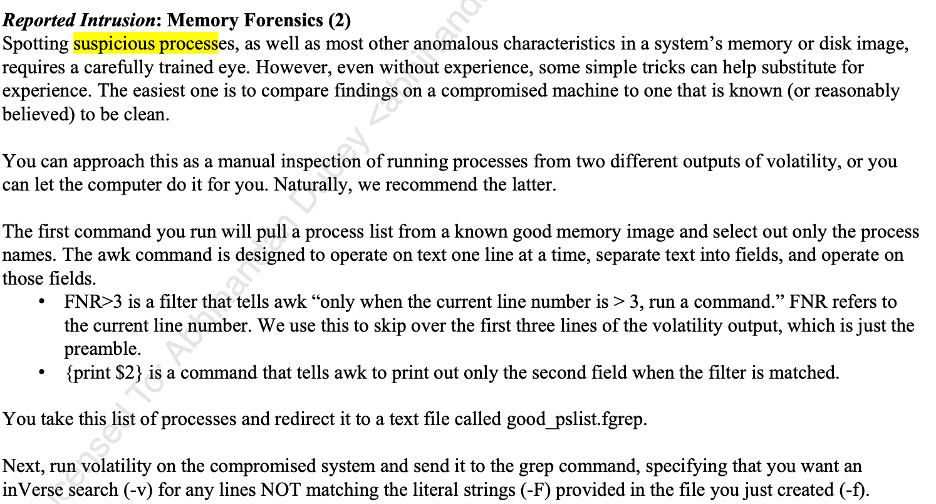 Reported Intrusion: Memory Forensics (2)
Spotting suspicious processes, as well as most other anomalous characteristics in a system's memory or disk image,
requires a carefully trained eye. However, even without experience, some simple tricks can help substitute for
experience. The easiest one is to compare findings on a compromised machine to one that is known (or reasonably
believed) to be clean.
You can approach this as a manual inspection of running processes from two different outputs of volatility, or you
can let the computer do it for you. Naturally, we recommend the latter.
The first command you run will pull a process list from a known good memory image and select out only the process
names. The awk command is designed to operate on text one line at a time, separate text into fields, and operate on
those fields.
• FNR>3 is a filter that tells awk "only when the current line number is > 3, run a command." FNR refers to
the current line number. We use this to skip over the first three lines of the volatility output, which is just the
preamble.
• {print $2} is a command that tells awk to print out only the second field when the filter is matched.
You take this list of processes and redirect it to a text file called good_pslist.fgrep.
Next, run volatility on the compromised system and send it to the grep command, specifying that you want an
inVerse search (-v) for any lines NOT matching the literal strings (-F) provided in the file you just created (-f).